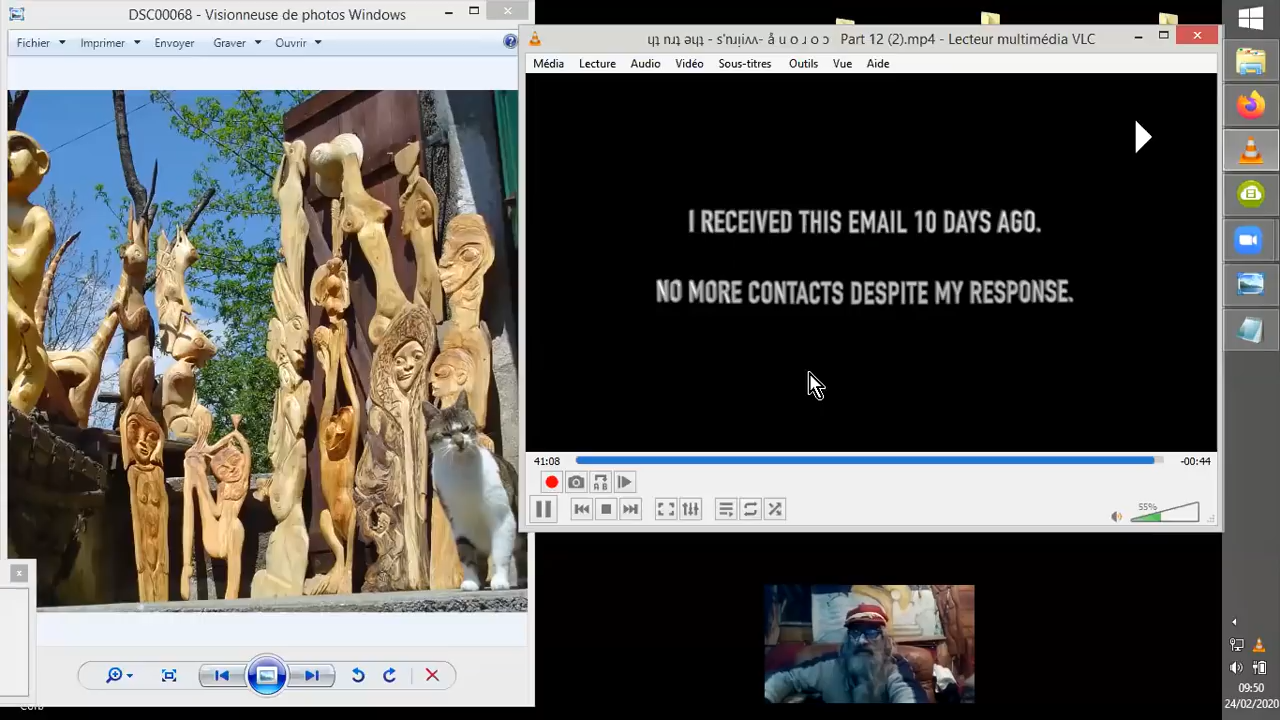 DSC00068 - Visionneuse de photos Windows
Fichier Imprimer Envoyer Graver Ouvrir
Part 12 (2).mp4 - Lecteur multimédia VLC
Média Lecture Audio Vidéo Sous-titres Outils Vue Aide
I RECEIVED THIS EMAIL 10 DAYS AGO.
NO MORE CONTACTS DESPITE MY RESPONSE.
41:08
-00:44
55%
09:50
24/02/2020